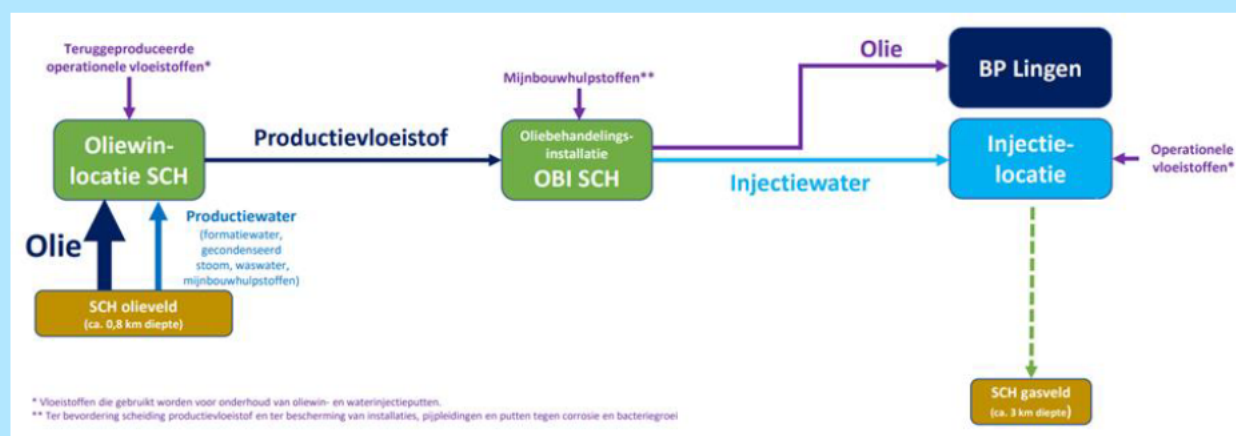 Teruggeproduceerde
operationele vloeistoffen*
Oliewin-
locatie SCH
Productievloeistof
Mijnbouwhulpstoffen**
Oliebehandelings-
installatie
OBI SCH
Olie
BP Lingen
Injectiewater
Injectie-
locatie
Operationele
vloeistoffen*
Olie
Productiewater
(formatiewater,
gecondenseerd
stoom, waswater,
mijnbouwhulpstoffen)
SCH olieveld
(ca. 0,8 km diepte)
SCH gasveld
(ca. 3 km diepte)
* Vloeistoffen die gebruikt worden voor onderhoud van oliewin- en waterinjectieputten.
** Ter bevordering scheiding productievloeistof en ter bescherming van installaties, pijpleidingen en putten tegen corrosie en bacteriegroei